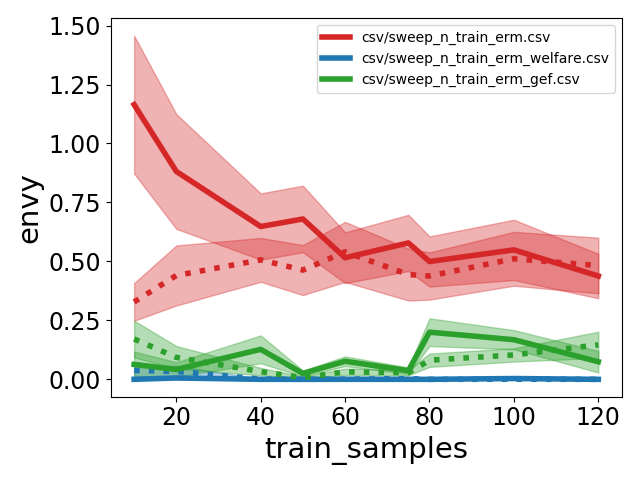 csv/sweep_n_train_erm.csv
csv/sweep_n_train_erm_welfare.csv
csv/sweep_n_train_erm_gef.csv
envy
1.50
1.25
1.00
0.75
0.50
0.25
0.00
20 40 60 80 100 120
train_samples